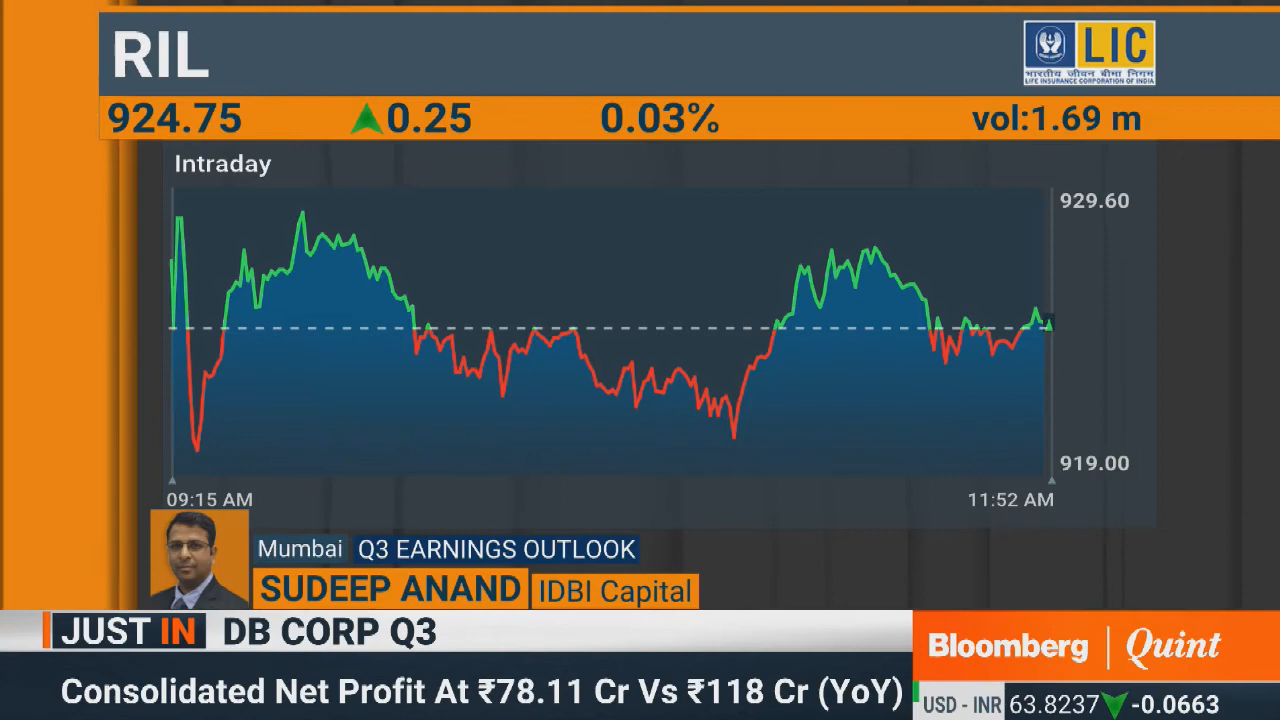 RIL
LIC
भारतीय जीवन बीमा निगम
LIFE INSURANCE CORPORATION OF INDIA
924.75 0.25 0.03% vol:1.69 m
Intraday
929.60
919.00
09:15 AM 11:52 AM
Mumbai Q3 EARNINGS OUTLOOK
SUDEEP ANAND IDBI Capital
JUST IN DB CORP Q3
Bloomberg | Quint
Consolidated Net Profit At ₹78.11 Cr Vs ₹118 Cr (YoY)
USD - INR 63.8237 -0.0663